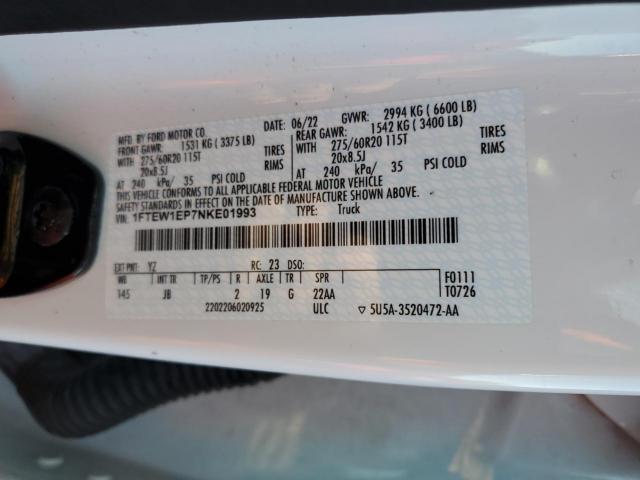 MFD. BY FORD MOTOR CO.
DATE: 06/22 GVWR: 2994 KG ( 6600 LB)
FRONT GAWR: 1531 KG ( 3375 LB) REAR GAWR: 1542 KG ( 3400 LB)
WITH 275/60R20 115T TIRES WITH 275/60R20 115T TIRES
20x8.5J RIMS 20x8.5J RIMS
AT 240 kPa/ 35 PSI COLD AT 240 kPa/ 35 PSI COLD
THIS VEHICLE CONFORMS TO ALL APPLICABLE FEDERAL MOTOR VEHICLE
SAFETY STANDARDS IN EFFECT ON THE DATE OF MANUFACTURE SHOWN ABOVE.
VIN: 1FTEW1EP7NKE01993 TYPE: Truck
EXT PNT: YZ RC: 23 DSO:
WB INT TR TP/PS R AXLE TR SPR F0111
145 JB 2 19 G 22AA T0726
2202206020925 ULC ▽ 5U5A-3520472-AA